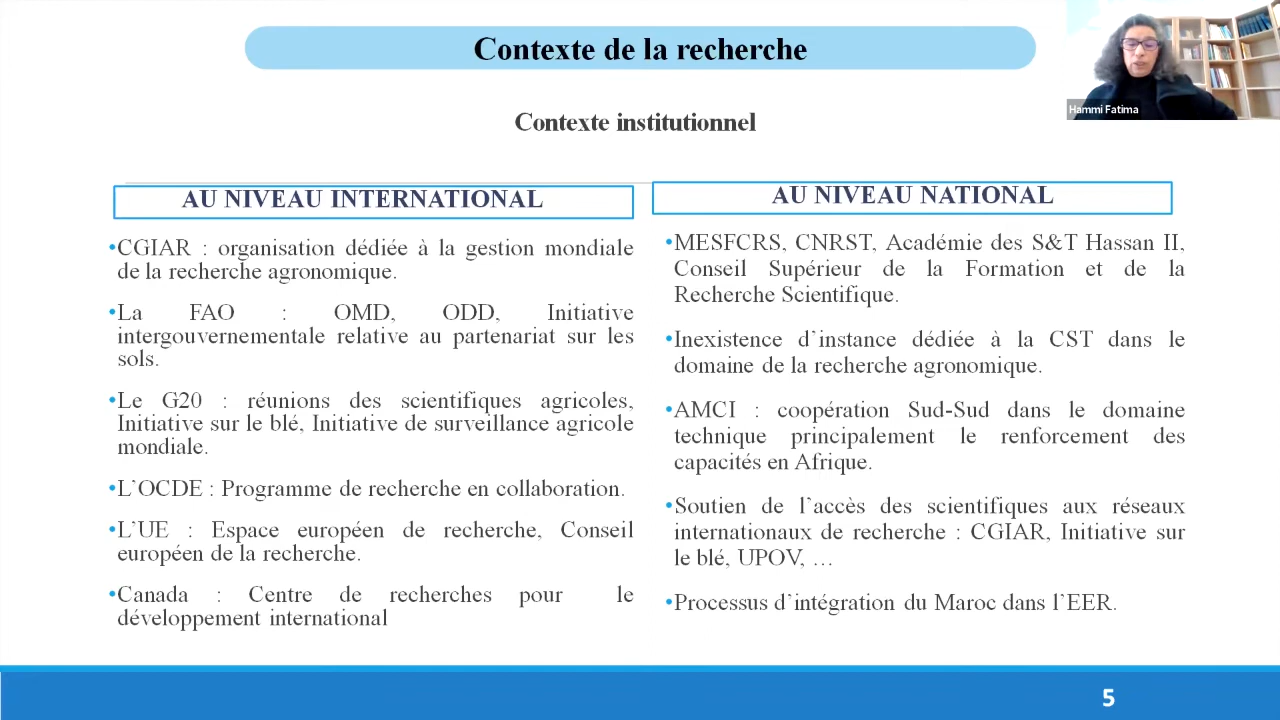 Contexte de la recherche
Hammi Fatima
Contexte institutionnel
AU NIVEAU INTERNATIONAL
•CGIAR : organisation dédiée à la gestion mondiale
de la recherche agronomique.
•La FAO : OMD, ODD, Initiative
intergouvernementale relative au partenariat sur les
sols.
•Le G20 : réunions des scientifiques agricoles,
Initiative sur le blé, Initiative de surveillance agricole
mondiale.
•L’OCDE : Programme de recherche en collaboration.
•L’UE : Espace européen de recherche, Conseil
européen de la recherche.
•Canada : Centre de recherches pour le
développement international
AU NIVEAU NATIONAL
•MESFCRS, CNRST, Académie des S&T Hassan II,
Conseil Supérieur de la Formation et de la
Recherche Scientifique.
•Inexistence d’instance dédiée à la CST dans le
domaine de la recherche agronomique.
•AMCI : coopération Sud-Sud dans le domaine
technique principalement le renforcement des
capacités en Afrique.
•Soutien de l’accès des scientifiques aux réseaux
internationaux de recherche : CGIAR, Initiative sur
le blé, UPOV, …
•Processus d’intégration du Maroc dans l’EER.
5